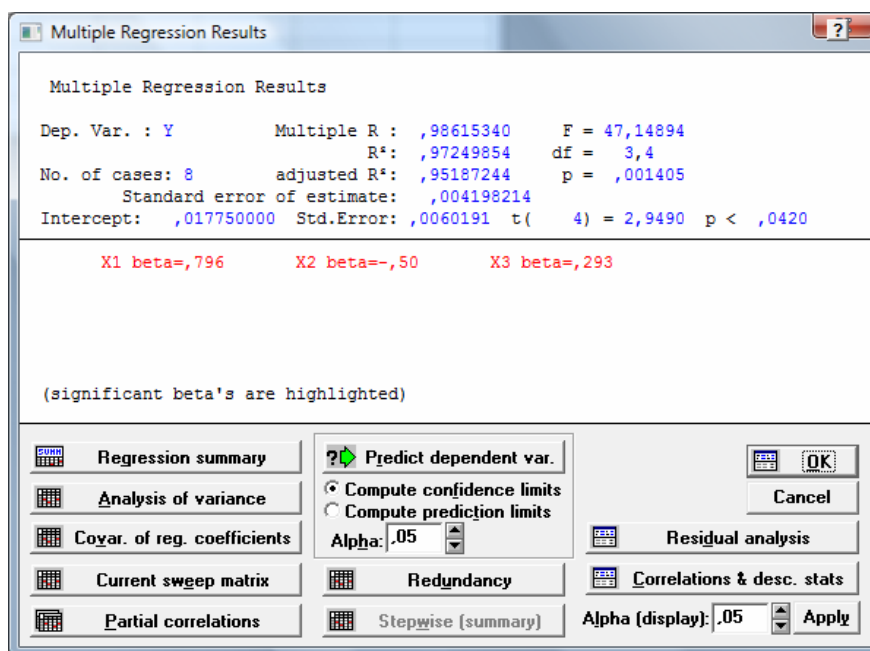 Multiple Regression Results
?
Multiple Regression Results
Dep. Var. : Y Multiple R : ,98615340 F = 47,14894
R²: ,97249854 df = 3,4
No. of cases: 8 adjusted R²: ,95187244 p = ,001405
Standard error of estimate: ,004198214
Intercept: ,017750000 Std.Error: ,0060191 t( 4) = 2,9490 p < ,0420
X1 beta=,796 X2 beta=-,50 X3 beta=,293
(significant beta's are highlighted)
SUMM Regression summary
Analysis of variance
Covar. of reg. coefficients
Current sweep matrix
Partial correlations
? Predict dependent var.
Compute confidence limits
Compute prediction limits
Alpha: ,05
Redundancy
Stepwise (summary)
OK
Cancel
Residual analysis
Correlations & desc. stats
Alpha (display): ,05 Apply